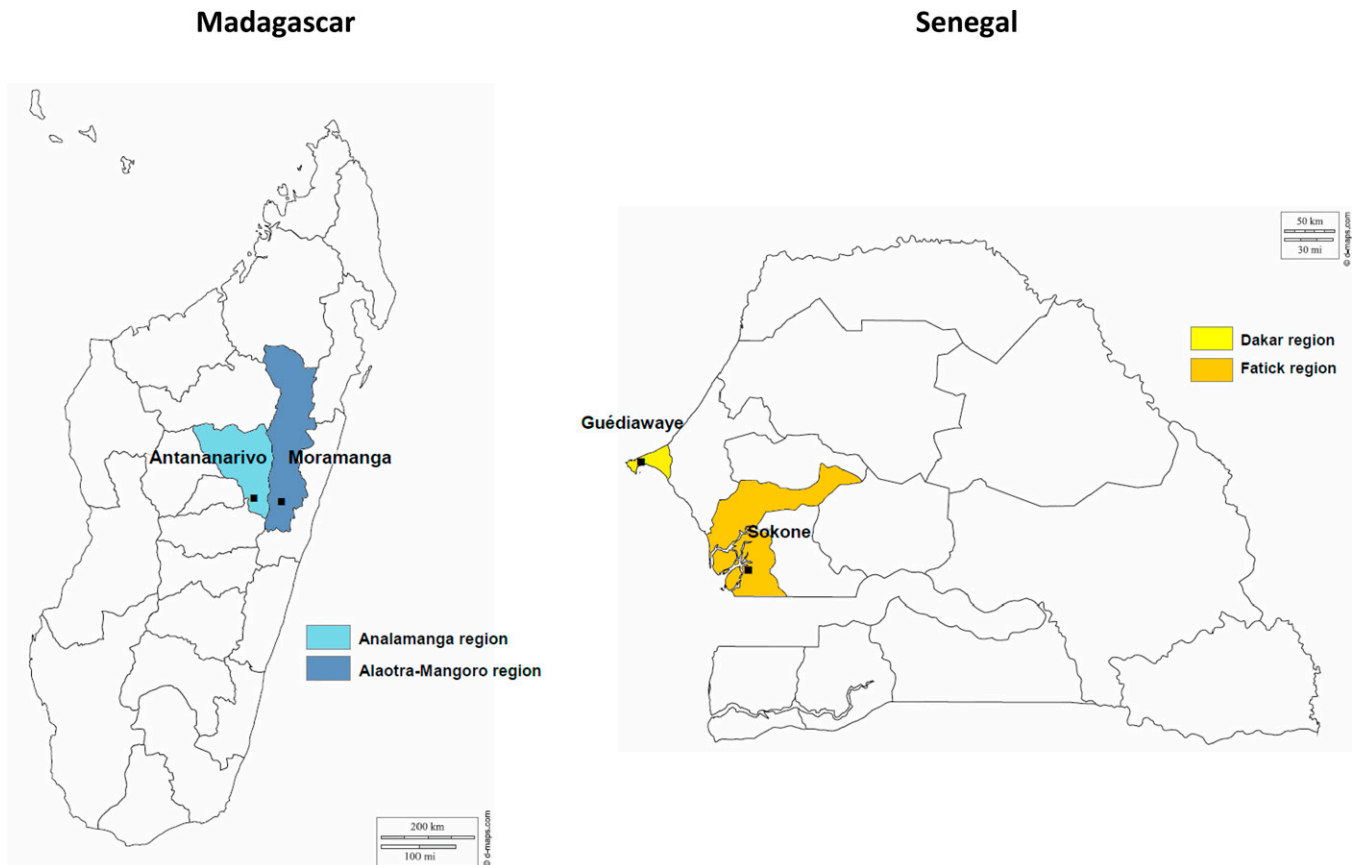 Madagascar
Senegal
Antananarivo
Moramanga
Analamanga region
Alaotra-Mangoro region
200 km
100 mi
© d-maps.com
50 km
30 mi
© d-maps.com
Dakar region
Fatick region
Guédiawaye
Sokone